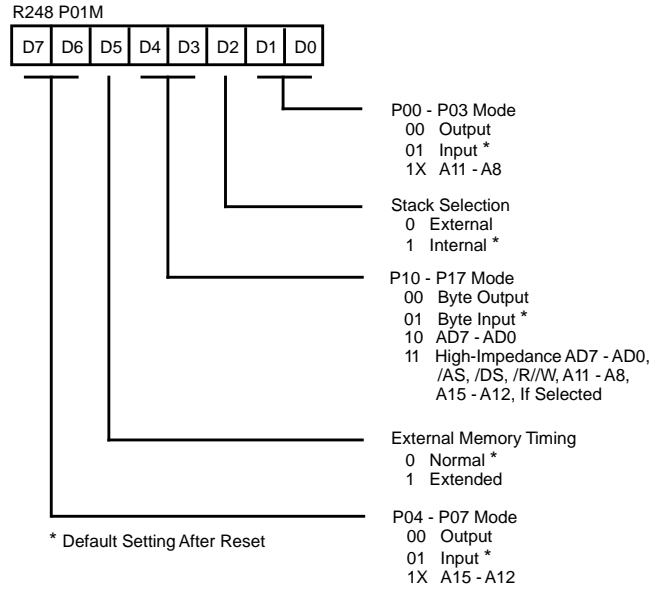 R248 P01M
D7 D6 D5 D4 D3 D2 D1 D0
P00 - P03 Mode
00 Output
01 Input *
1X A11 - A8
Stack Selection
0 External
1 Internal *
P10 - P17 Mode
00 Byte Output
01 Byte Input *
10 AD7 - AD0
11 High-Impedance AD7 - AD0,
/AS, /DS, /R//W, A11 - A8,
A15 - A12, If Selected
External Memory Timing
0 Normal *
1 Extended
P04 - P07 Mode
00 Output
01 Input *
1X A15 - A12
* Default Setting After Reset